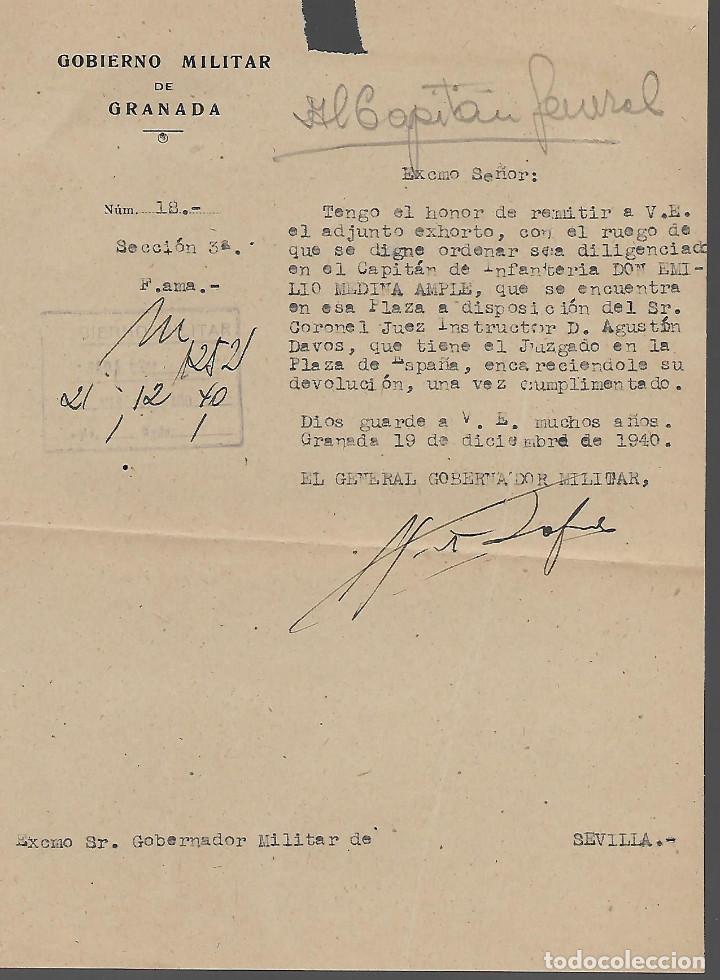 GOBIERNO MILITAR
DE
GRANADA
Al Capitán General
Excmo Señor:
Núm. 18.-
Sección 3ª.
F.ama.-
Tengo el honor de remitir a V.E.
el adjunto exhorto, con el ruego de
que se digne ordenar sea diligenciado
en el Capitán de Infanteria DON EMI-
LIO MEDINA AMPLE, que se encuentra
en esa Plaza a disposición del Sr.
Coronel Juez Instructor D. Agustín
Davos, que tiene el Juzgado en la
Plaza de España, encareciendole su
devolución, una vez cumplimentado.
Dios guarde a V. E. muchos años.
Granada 19 de diciembre de 1940.
EL GENERAL GOBERNADOR MILITAR,
21 12 40
Excmo Sr. Gobernador Militar de SEVILLA.-
todocoleccion